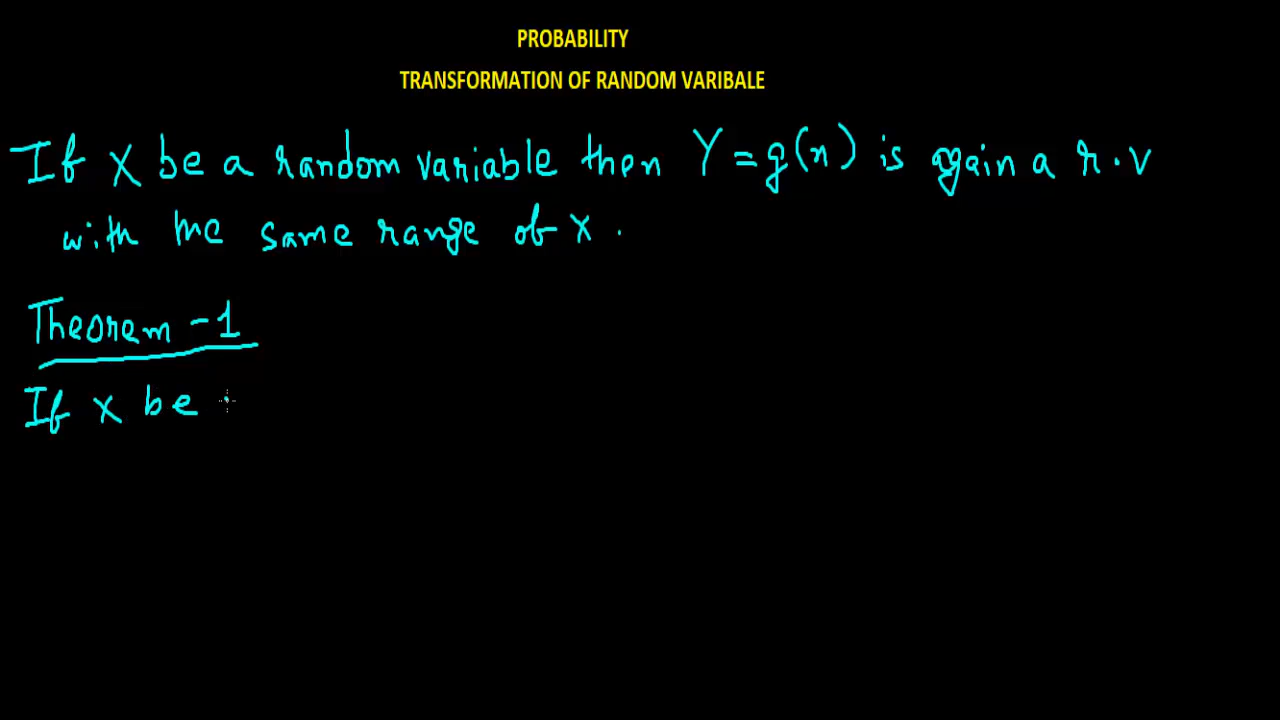 PROBABILITY
TRANSFORMATION OF RANDOM VARIBALE
If X be a random variable then Y = g(x) is again a r.v
with the same range of X.
Theorem -1
If X be